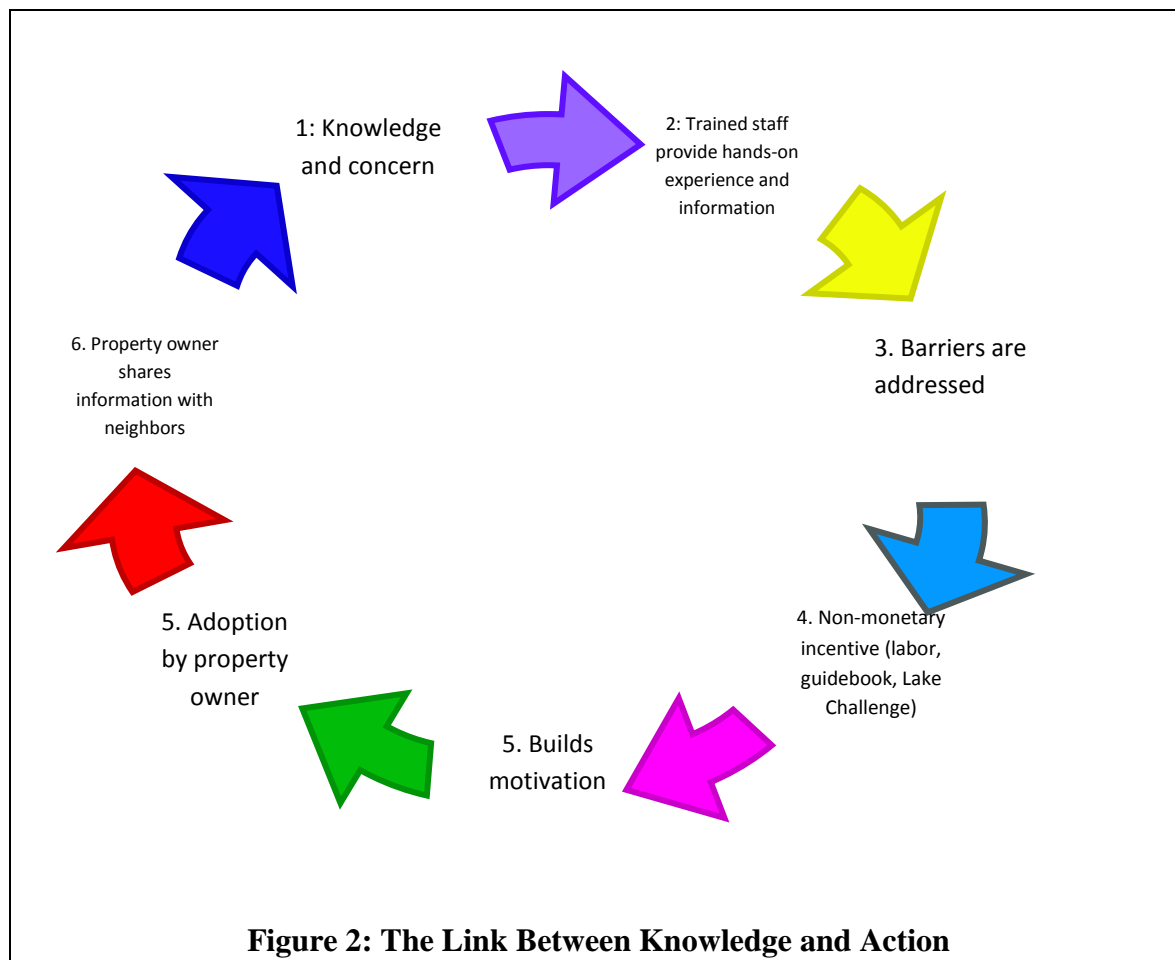 1: Knowledge
and concern
2: Trained staff
provide hands-on
experience and
information
3. Barriers are
addressed
4. Non-monetary
incentive (labor,
guidebook, Lake
Challenge)
5. Builds
motivation
5. Adoption
by property
owner
6. Property owner
shares
information with
neighbors
Figure 2: The Link Between Knowledge and Action